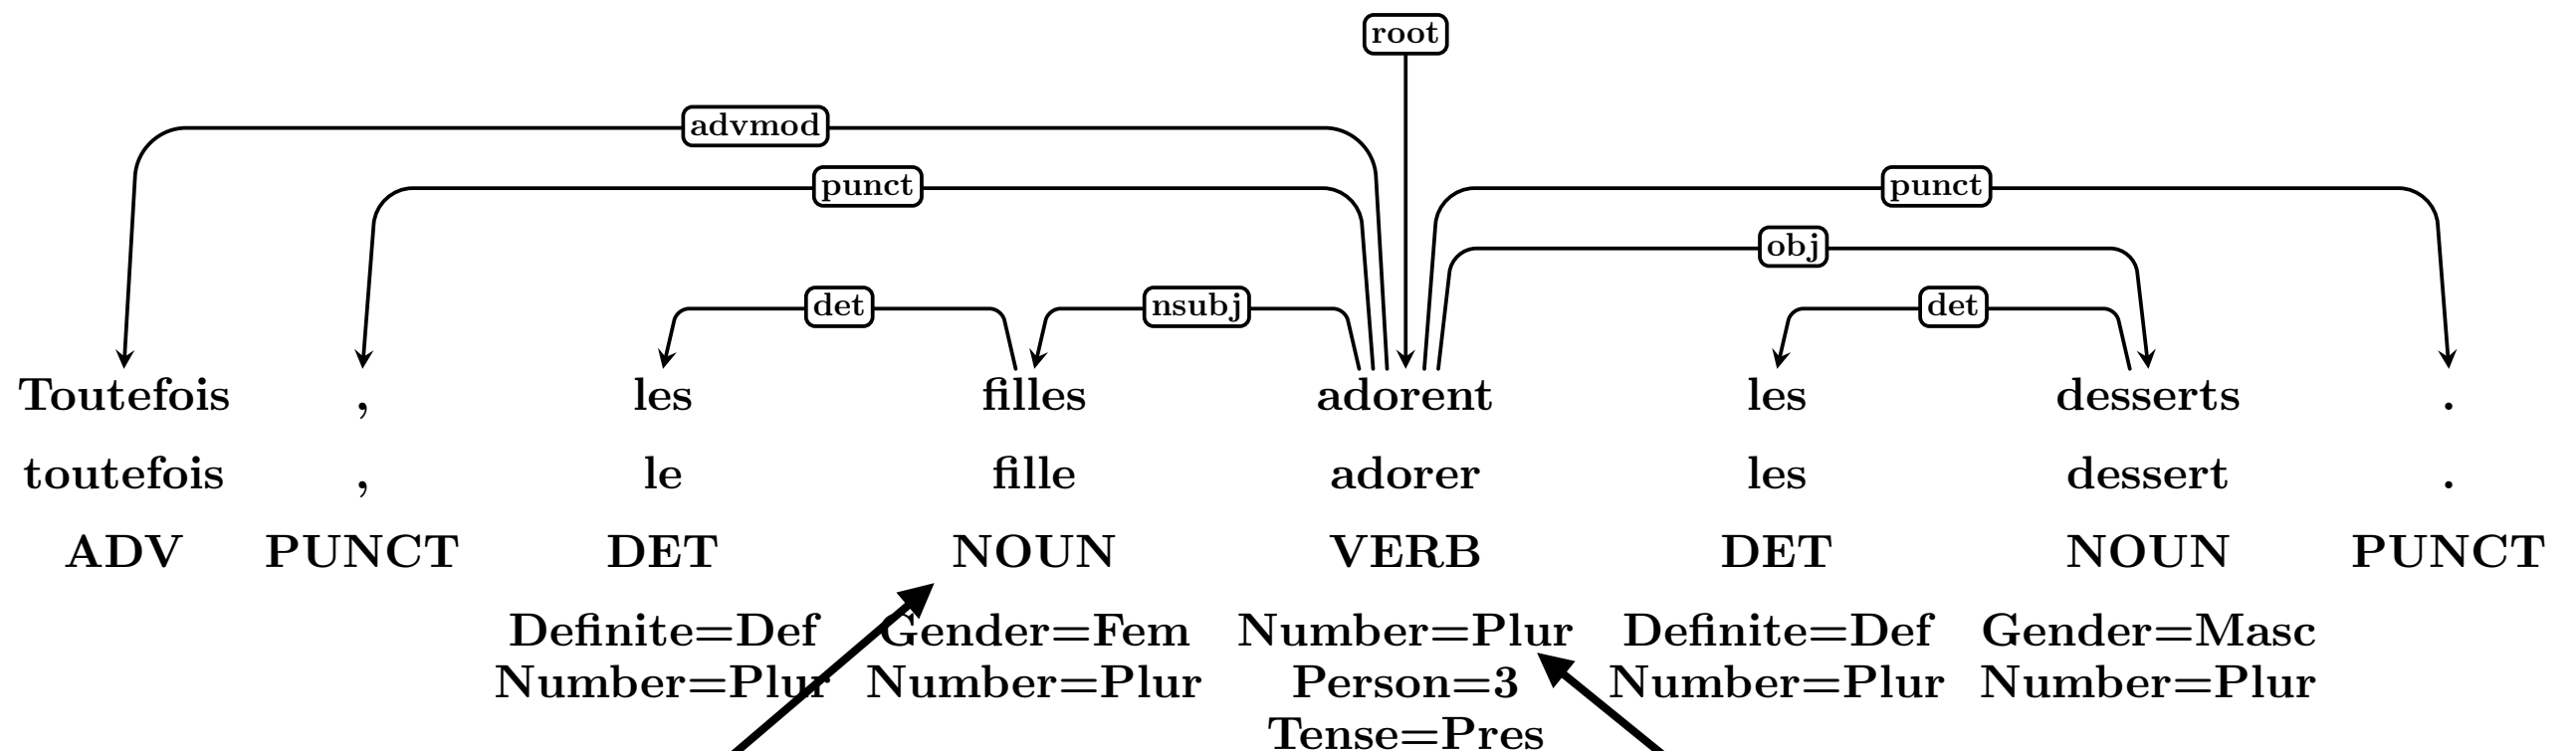 root
advmod
punct punct
obj
det nsubj det
Toutefois , les filles adorent les desserts .
toutefois , le fille adorer les dessert .
ADV PUNCT DET NOUN VERB DET NOUN PUNCT
Definite=Def Gender=Fem Number=Plur Definite=Def Gender=Masc
Number=Plur Number=Plur Person=3 Number=Plur Number=Plur
Tense=Pres